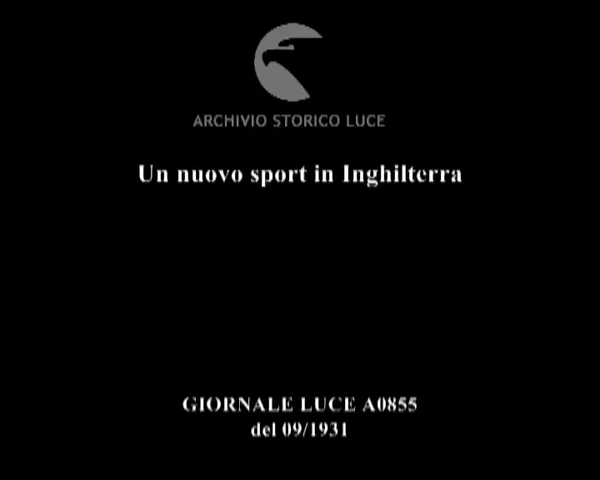 ARCHIVIO STORICO LUCE
Un nuovo sport in Inghilterra
GIORNALE LUCE A0855
del 09/1931